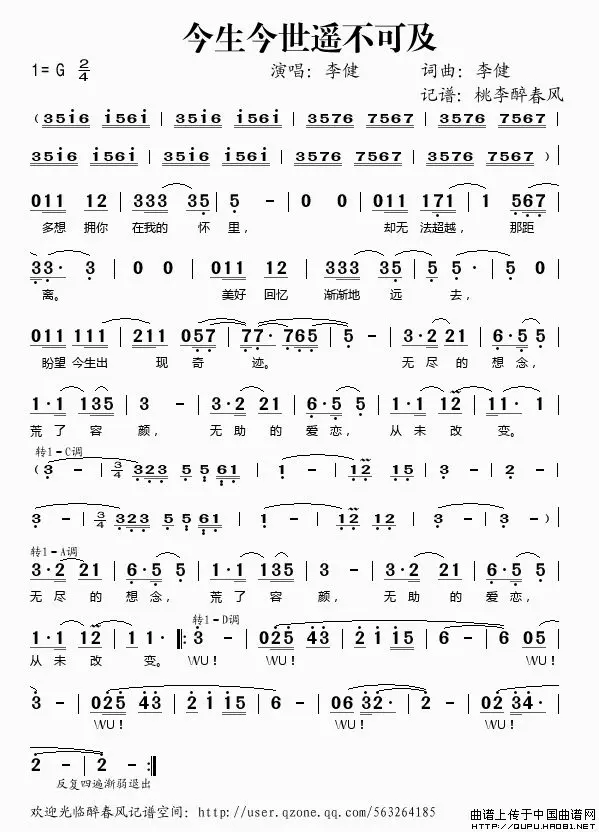 今生今世遥不可及
1=G 2/4 演唱：李健 词曲：李健
记谱：桃李醉春风
( 35i6 i56i | 35i6 i56i | 3576 7567 | 3576 7567 |
35i6 i56i | 35i6 i56i | 3576 7567 | 3576 7567 ) |
011 12 | 333 35 | 5 - | 0 0 | 011 171 | 1 567 |
多想 拥你 在我的 怀 里， 却无 法超越， 那距
33· 3 | 0 0 | 011 12 | 333 35 | 5 5· | 5 0
离。 美好 回忆 渐渐地 远 去，
011 111 | 211 057 | 77· 765 | 5 - | 3·2 21 | 6·5 5 |
盼望 今生出 现 奇 迹。 无尽 的 想念，
1·1 135 | 3 - | 3·2 21 | 6·5 5 | 1·1 12 | 11· 1 |
荒了 容 颜， 无助 的 爱恋， 从未 改 变。
转1-C调
( 3 - | 3/4 323 5 5 61 | 1 - | 12 15 | 3 - |
3 - | 3/4 323 5 5 61 | 1 - | 12 12 | 3 - | 3 - ) |
转1-A调
3·2 21 | 6·5 5 | 1·1 135 | 3 - | 3·2 21 | 6·5 5 |
无尽 的 想 念， 荒了 容 颜， 无助 的 爱恋，
转1-D调
1·1 12 | 1 1· ‖: 3 - | 025 43 | 2 1 15 | 6 - | 6 05 |
从未 改 变。 WU！ WU！ WU！ WU！
3 - | 025 43 | 2 1 15 | 6 - | 06 32· | 2 - | 02 34· |
WU！ WU！ WU！
2 - | 2 - :‖
反复四遍渐弱退出
欢迎光临醉春风记谱空间：http://user.qzone.qq.com/563264185
曲谱上传于中国曲谱网
HTTP://QUPU.HAO81.NET